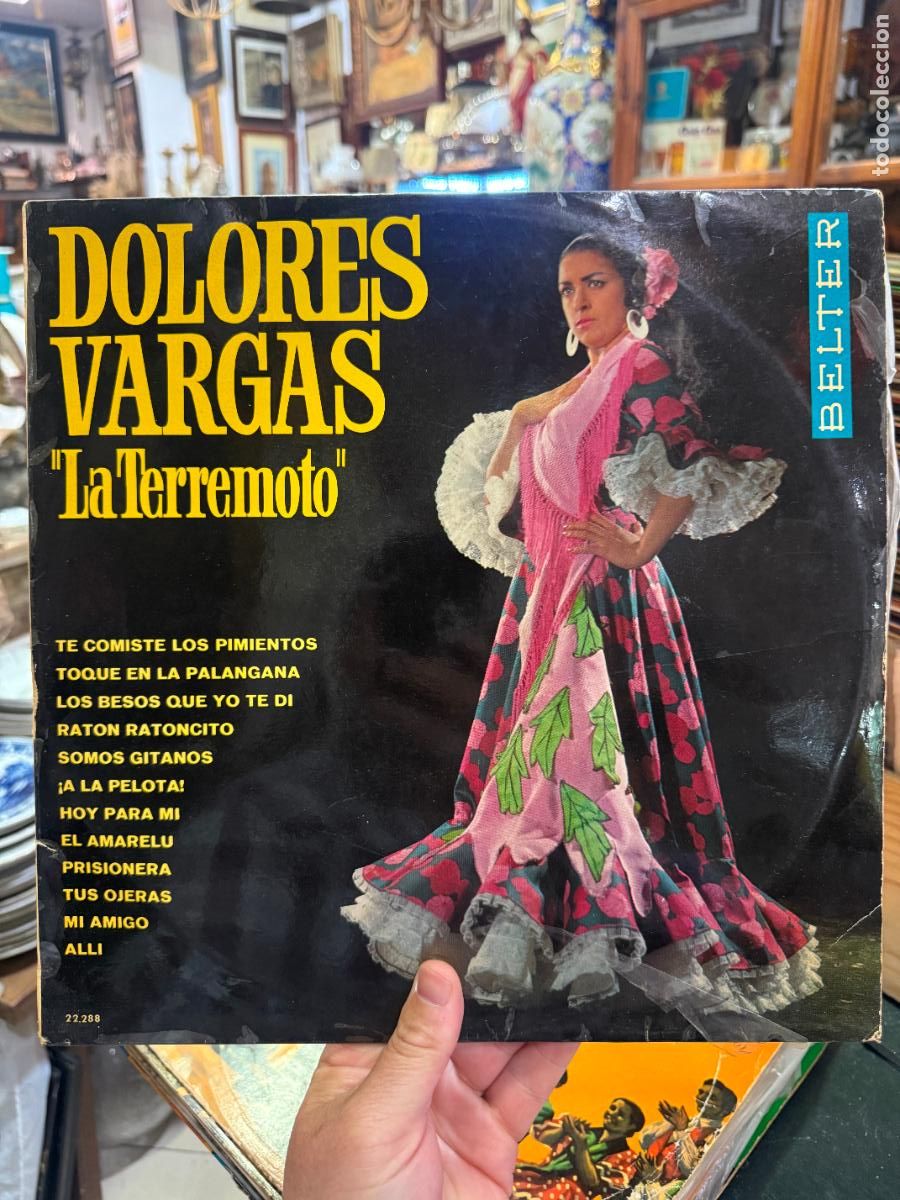 DOLORES
VARGAS
"La Terremoto"
BELTER
TE COMISTE LOS PIMIENTOS
TOQUE EN LA PALANGANA
LOS BESOS QUE YO TE DI
RATON RATONCITO
SOMOS GITANOS
¡A LA PELOTA!
HOY PARA MI
EL AMARELU
PRISIONERA
TUS OJERAS
MI AMIGO
ALLI
22.288
todocoleccion